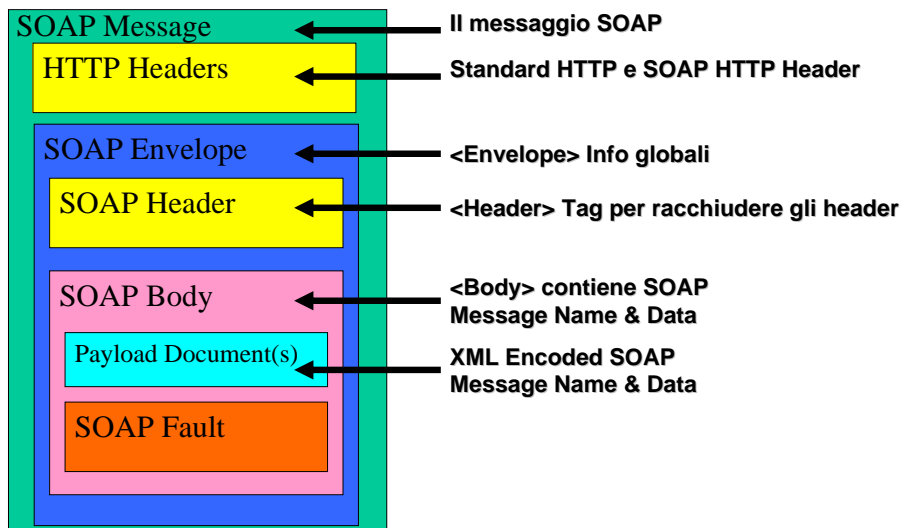 SOAP Message
Il messaggio SOAP
HTTP Headers
Standard HTTP e SOAP HTTP Header
SOAP Envelope
<Envelope> Info globali
SOAP Header
<Header> Tag per racchiudere gli header
SOAP Body
<Body> contiene SOAP
Message Name & Data
Payload Document(s)
XML Encoded SOAP
Message Name & Data
SOAP Fault